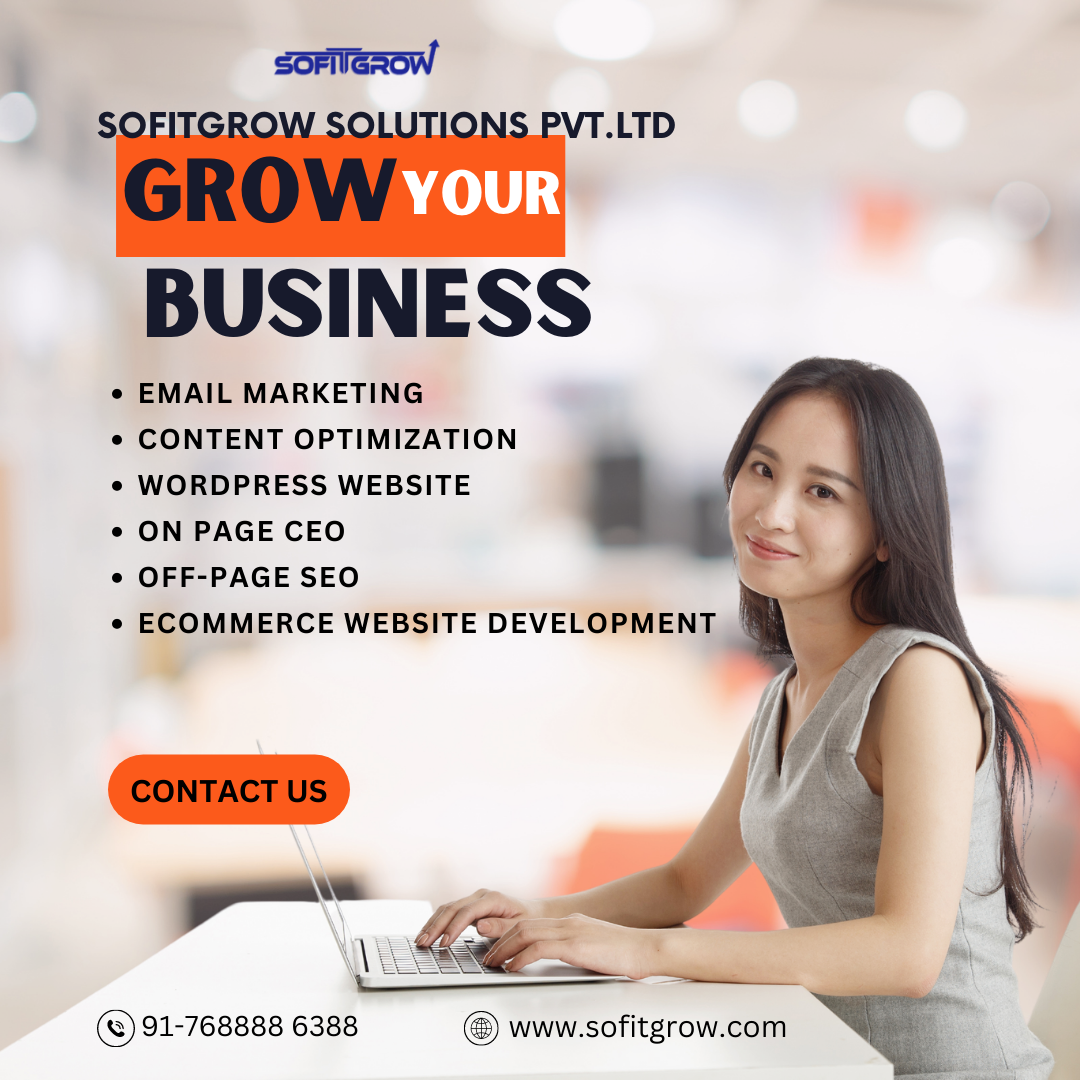 SOFITGROW
SOFITGROW SOLUTIONS PVT.LTD
GROW YOUR
BUSINESS
• EMAIL MARKETING
• CONTENT OPTIMIZATION
• WORDPRESS WEBSITE
• ON PAGE CEO
• OFF-PAGE SEO
• ECOMMERCE WEBSITE DEVELOPMENT
CONTACT US
91-768888 6388
www.sofitgrow.com